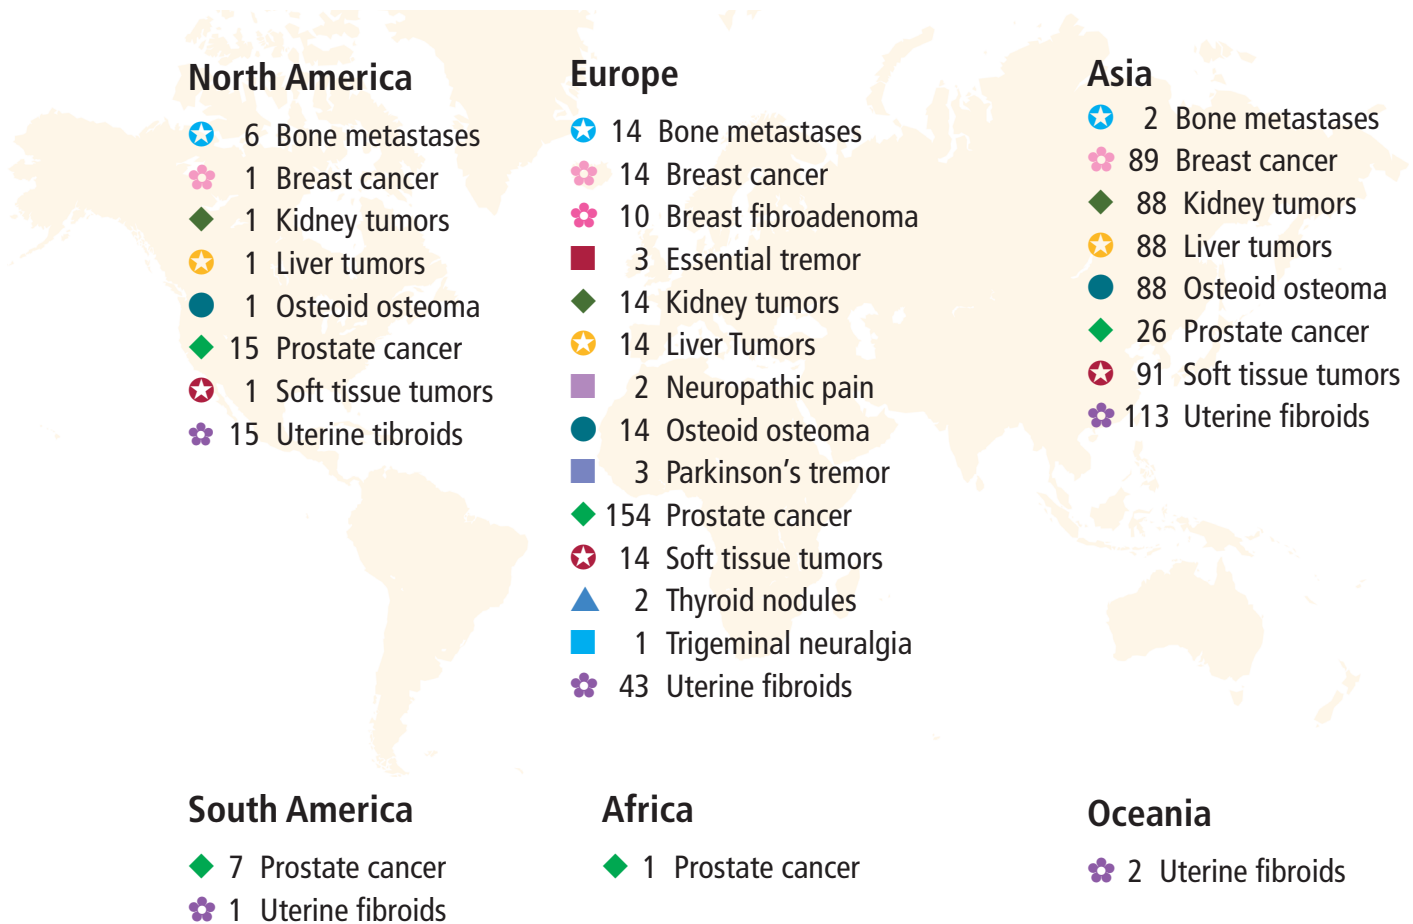 North America
6 Bone metastases
1 Breast cancer
1 Kidney tumors
1 Liver tumors
1 Osteoid osteoma
15 Prostate cancer
1 Soft tissue tumors
15 Uterine tibroids
Europe
14 Bone metastases
14 Breast cancer
10 Breast fibroadenoma
3 Essential tremor
14 Kidney tumors
14 Liver Tumors
2 Neuropathic pain
14 Osteoid osteoma
3 Parkinson’s tremor
154 Prostate cancer
14 Soft tissue tumors
2 Thyroid nodules
1 Trigeminal neuralgia
43 Uterine fibroids
Asia
2 Bone metastases
89 Breast cancer
88 Kidney tumors
88 Liver tumors
88 Osteoid osteoma
26 Prostate cancer
91 Soft tissue tumors
113 Uterine fibroids
South America
7 Prostate cancer
1 Uterine fibroids
Africa
1 Prostate cancer
Oceania
2 Uterine fibroids